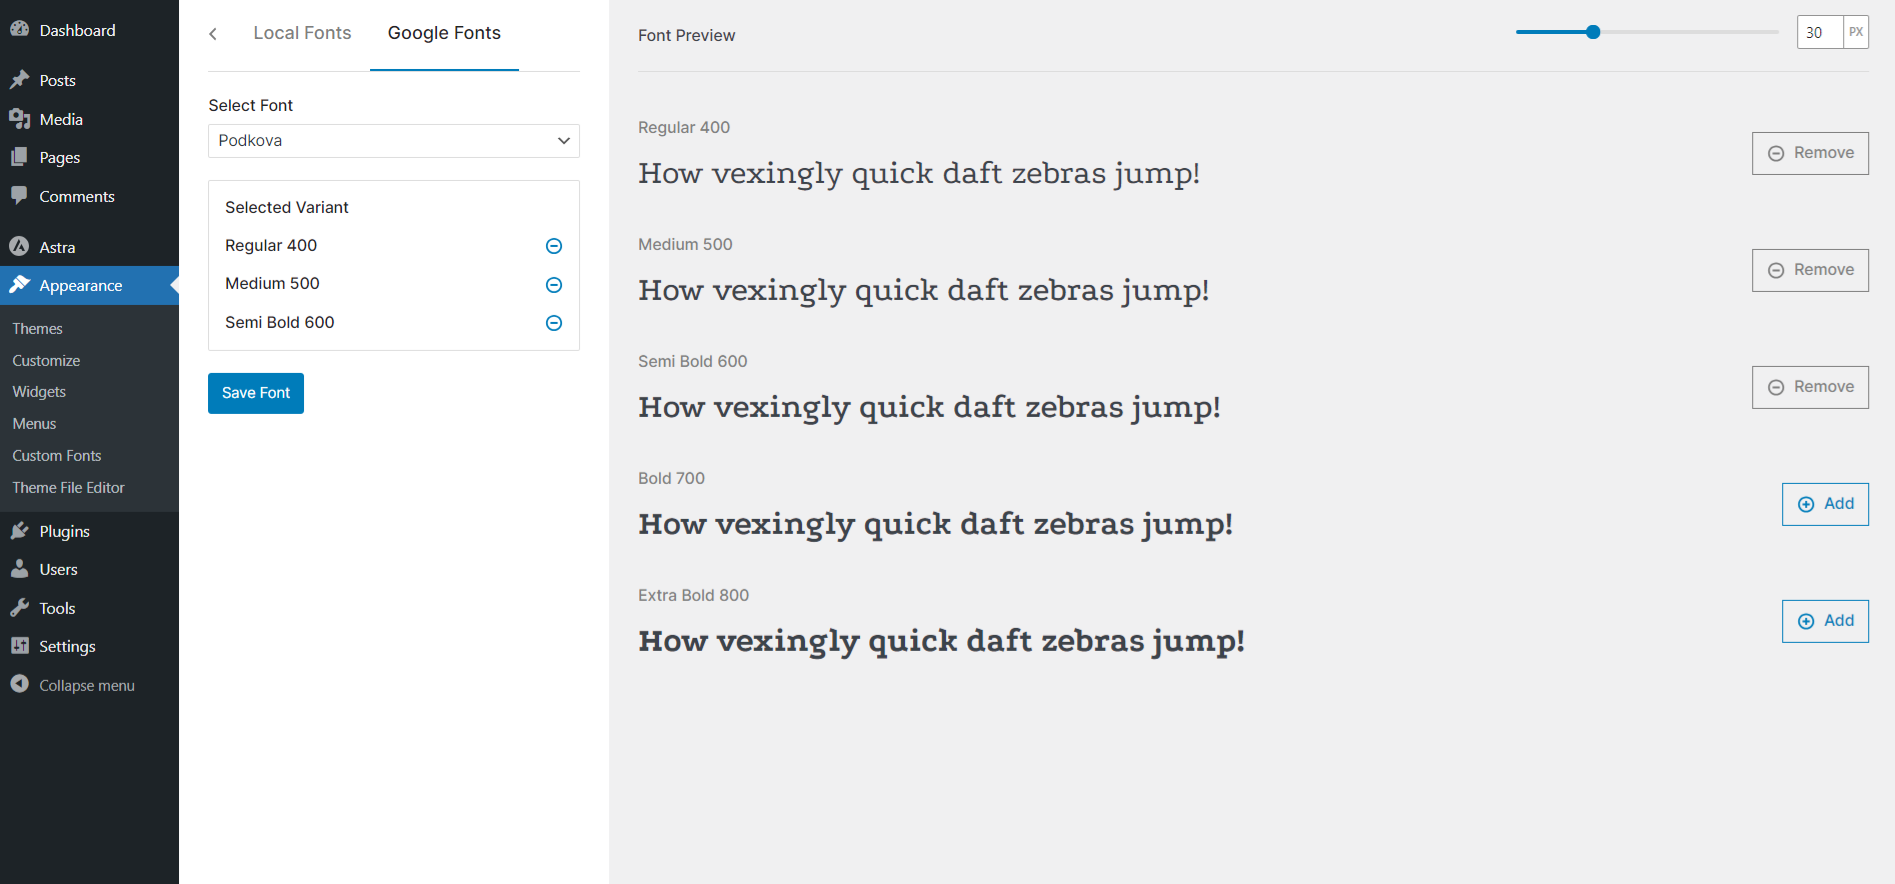 Dashboard
Posts
Media
Pages
Comments
Astra
Appearance
Themes
Customize
Widgets
Menus
Custom Fonts
Theme File Editor
Plugins
Users
Tools
Settings
Collapse menu
Local Fonts
Google Fonts
Select Font
Podkova
Selected Variant
Regular 400
Medium 500
Semi Bold 600
Save Font
Font Preview
30 PX
Regular 400
How vexingly quick daft zebras jump!
Remove
Medium 500
How vexingly quick daft zebras jump!
Remove
Semi Bold 600
How vexingly quick daft zebras jump!
Remove
Bold 700
How vexingly quick daft zebras jump!
Add
Extra Bold 800
How vexingly quick daft zebras jump!
Add